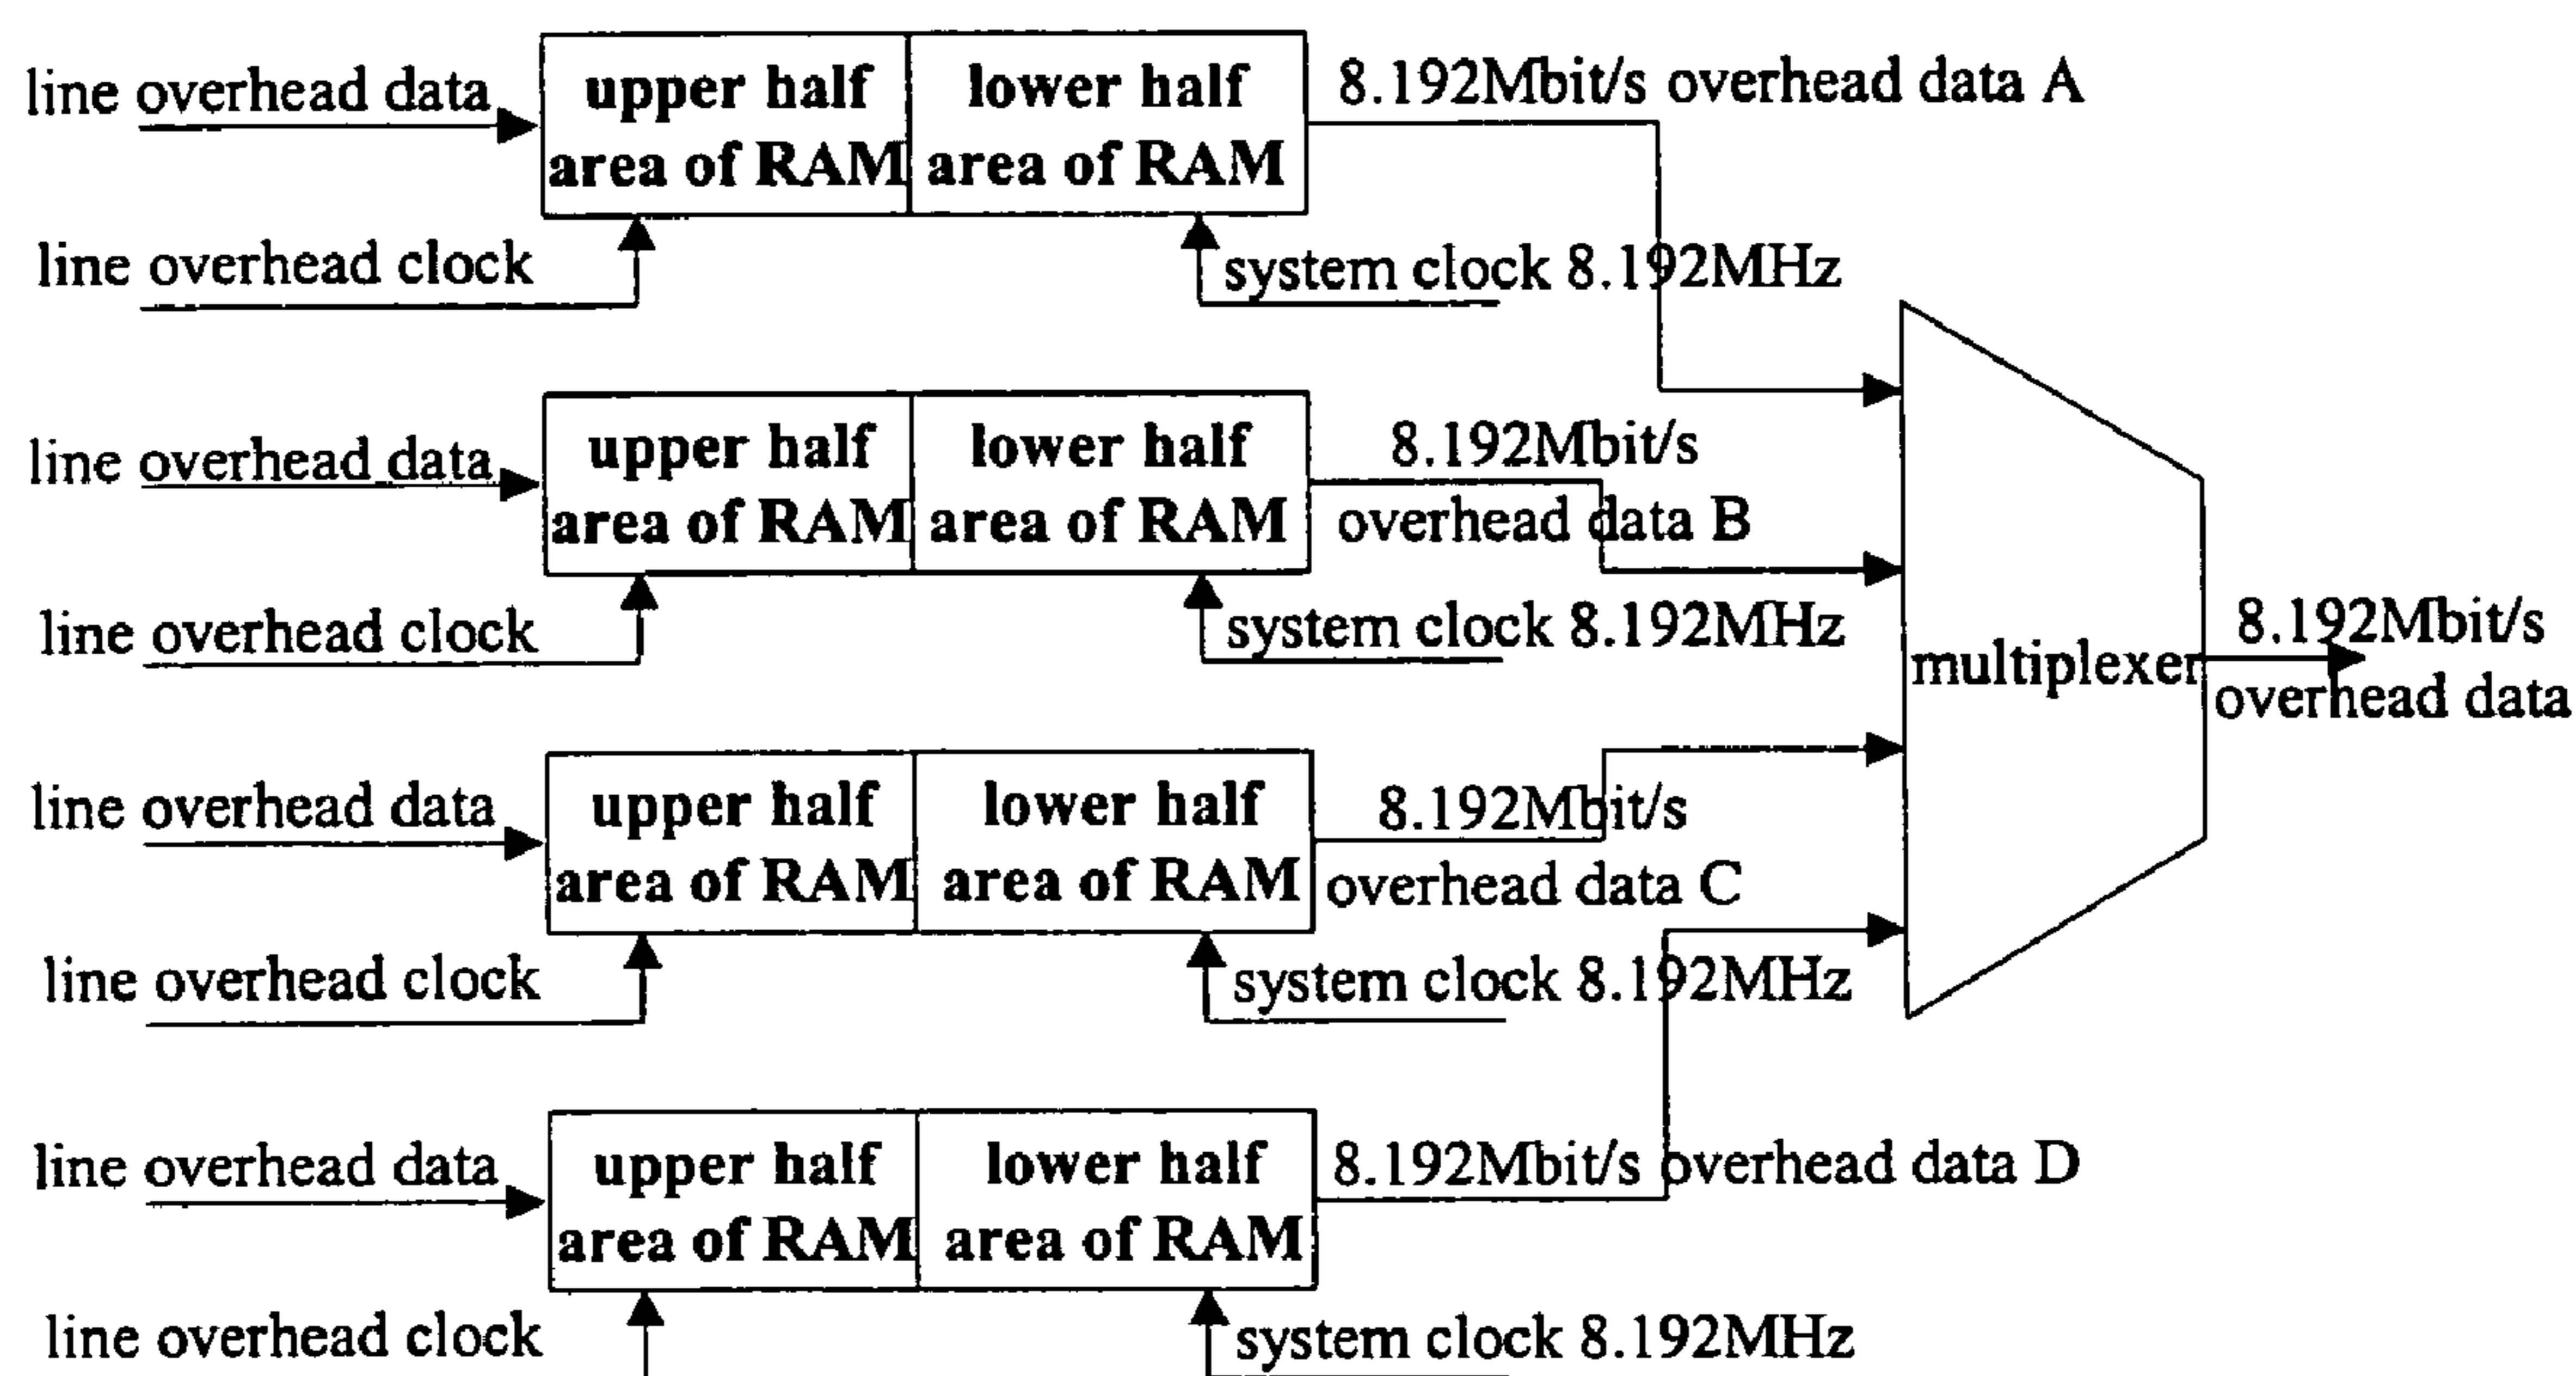 line overhead data
upper half
area of RAM
lower half
area of RAM
8.192Mbit/s overhead data A
line overhead clock
system clock 8.192MHz
line overhead data
upper half
area of RAM
lower half
area of RAM
8.192Mbit/s
overhead data B
line overhead clock
system clock 8.192MHz
multiplexer
8.192Mbit/s
overhead data
line overhead data
upper half
area of RAM
lower half
area of RAM
8.192Mbit/s
overhead data C
line overhead clock
system clock 8.192MHz
line overhead data
upper half
area of RAM
lower half
area of RAM
8.192Mbit/s overhead data D
line overhead clock
system clock 8.192MHz